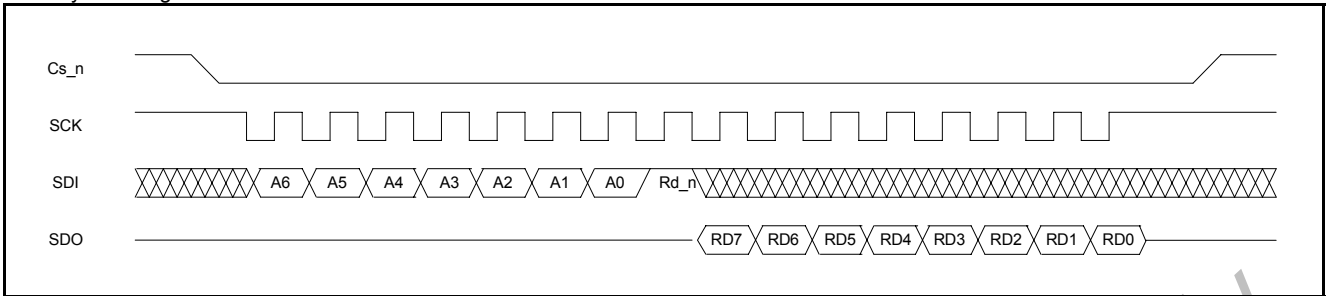 Cs_n
SCK
SDI A6 A5 A4 A3 A2 A1 A0 Rd_n
SDO RD7 RD6 RD5 RD4 RD3 RD2 RD1 RD0